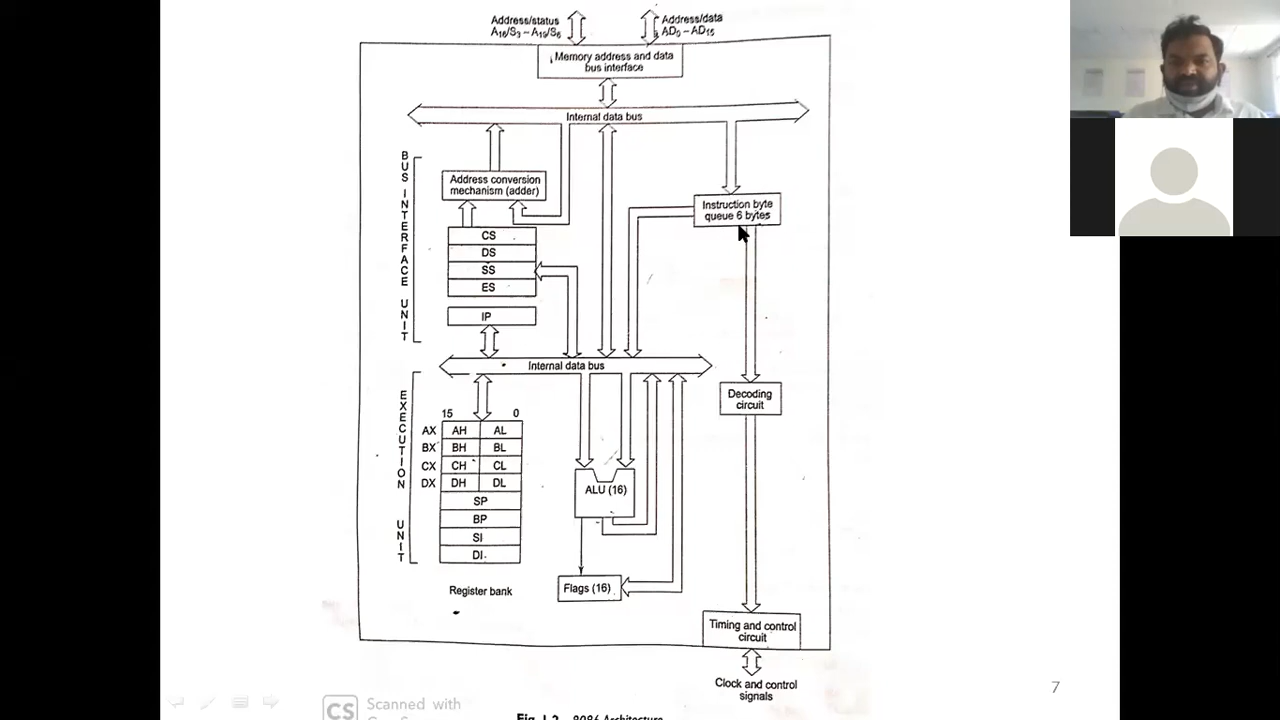 Address/status
A16/S3 – A19/S6
Address/data
AD0 – AD15
Memory address and data
bus interface
Internal data bus
BUS INTERFACE UNIT
Address conversion
mechanism (adder)
Instruction byte
queue 6 bytes
CS
DS
SS
ES
IP
Internal data bus
EXECUTION UNIT
15 0
AX AH AL
BX BH BL
CX CH CL
DX DH DL
SP
BP
SI
DI
Decoding
circuit
ALU (16)
Flags (16)
Register bank
Timing and control
circuit
Clock and control
signals
7
CS Scanned with
8086 Architecture